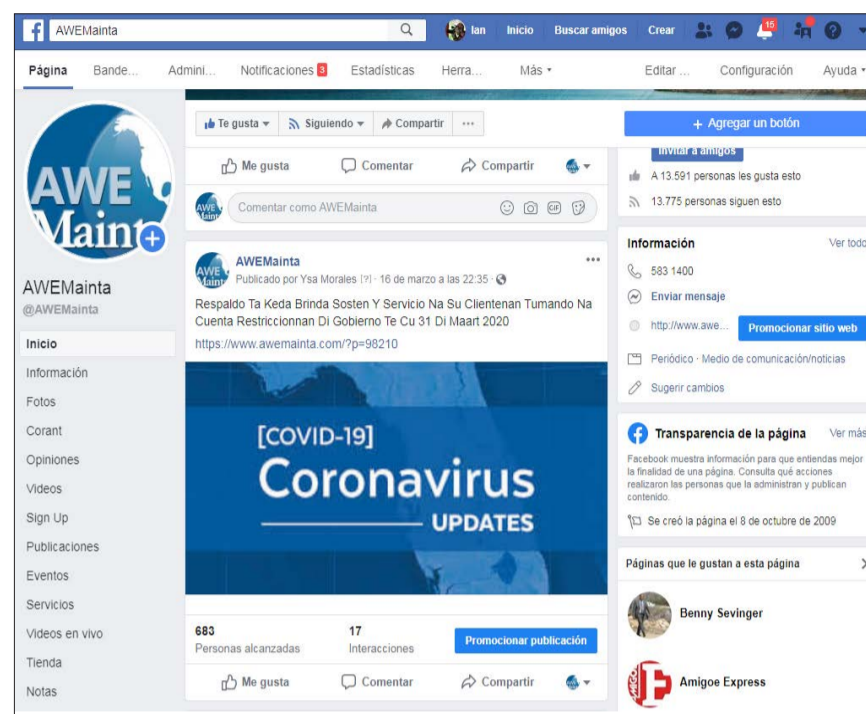 AWEMainta
Ian
Inicio
Buscar amigos
Crear
15
Página
Bande...
Admini...
Notificaciones 3
Estadísticas
Herra...
Más
Editar ...
Configuración
Ayuda
AWE
Mainta
AWEMainta
@AWEMainta
Inicio
Información
Fotos
Corant
Opiniones
Videos
Sign Up
Publicaciones
Eventos
Servicios
Videos en vivo
Tienda
Notas
Te gusta
Siguiendo
Compartir
Me gusta
Comentar
Compartir
Comentar como AWEMainta
GIF
AWEMainta
Publicado por Ysa Morales [?] · 16 de marzo a las 22:35 ·
Respaldo Ta Keda Brinda Sosten Y Servicio Na Su Clientenan Tumando Na
Cuenta Restriccionnan Di Gobierno Te Cu 31 Di Maart 2020
https://www.awemainta.com/?p=98210
[COVID-19]
Coronavirus
UPDATES
683
Personas alcanzadas
17
Interacciones
Promocionar publicación
Me gusta
Comentar
Compartir
+ Agregar un botón
Invitar a amigos
A 13.591 personas les gusta esto
13.775 personas siguen esto
Información
Ver todo
583 1400
Enviar mensaje
http://www.awe...
Promocionar sitio web
Periódico · Medio de comunicación/noticias
Sugerir cambios
Transparencia de la página
Ver más
Facebook muestra información para que entiendas mejor
la finalidad de una página. Consulta qué acciones
realizaron las personas que la administran y publican
contenido.
Se creó la página el 8 de octubre de 2009
Páginas que le gustan a esta página
Benny Sevinger
Amigoe Express